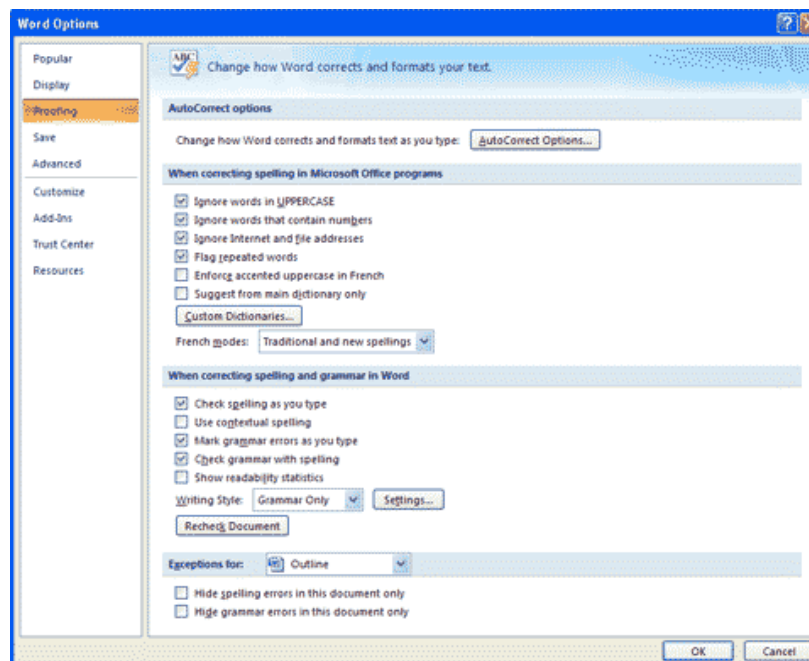 Word Options
Popular
Display
Proofing
Save
Advanced
Customize
Add-Ins
Trust Center
Resources
ABC
Change how Word corrects and formats your text.
AutoCorrect options
Change how Word corrects and formats text as you type: AutoCorrect Options...
When correcting spelling in Microsoft Office programs
Ignore words in UPPERCASE
Ignore words that contain numbers
Ignore Internet and file addresses
Flag repeated words
Enforce accented uppercase in French
Suggest from main dictionary only
Custom Dictionaries...
French modes: Traditional and new spellings
When correcting spelling and grammar in Word
Check spelling as you type
Use contextual spelling
Mark grammar errors as you type
Check grammar with spelling
Show readability statistics
Writing Style: Grammar Only Settings...
Recheck Document
Exceptions for: Outline
Hide spelling errors in this document only
Hide grammar errors in this document only
OK Cancel